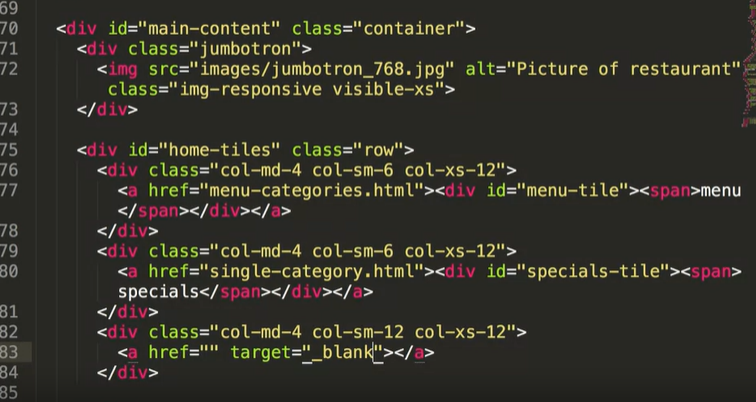 69
70 <div id="main-content" class="container">
71 <div class="jumbotron">
72 <img src="images/jumbotron_768.jpg" alt="Picture of restaurant"
class="img-responsive visible-xs">
73 </div>
74
75 <div id="home-tiles" class="row">
76 <div class="col-md-4 col-sm-6 col-xs-12">
77 <a href="menu-categories.html"><div id="menu-tile"><span>menu
</span></div></a>
78 </div>
79 <div class="col-md-4 col-sm-6 col-xs-12">
80 <a href="single-category.html"><div id="specials-tile"><span>
specials</span></div></a>
81 </div>
82 <div class="col-md-4 col-sm-12 col-xs-12">
83 <a href="" target="_blank"></a>
84 </div>
85